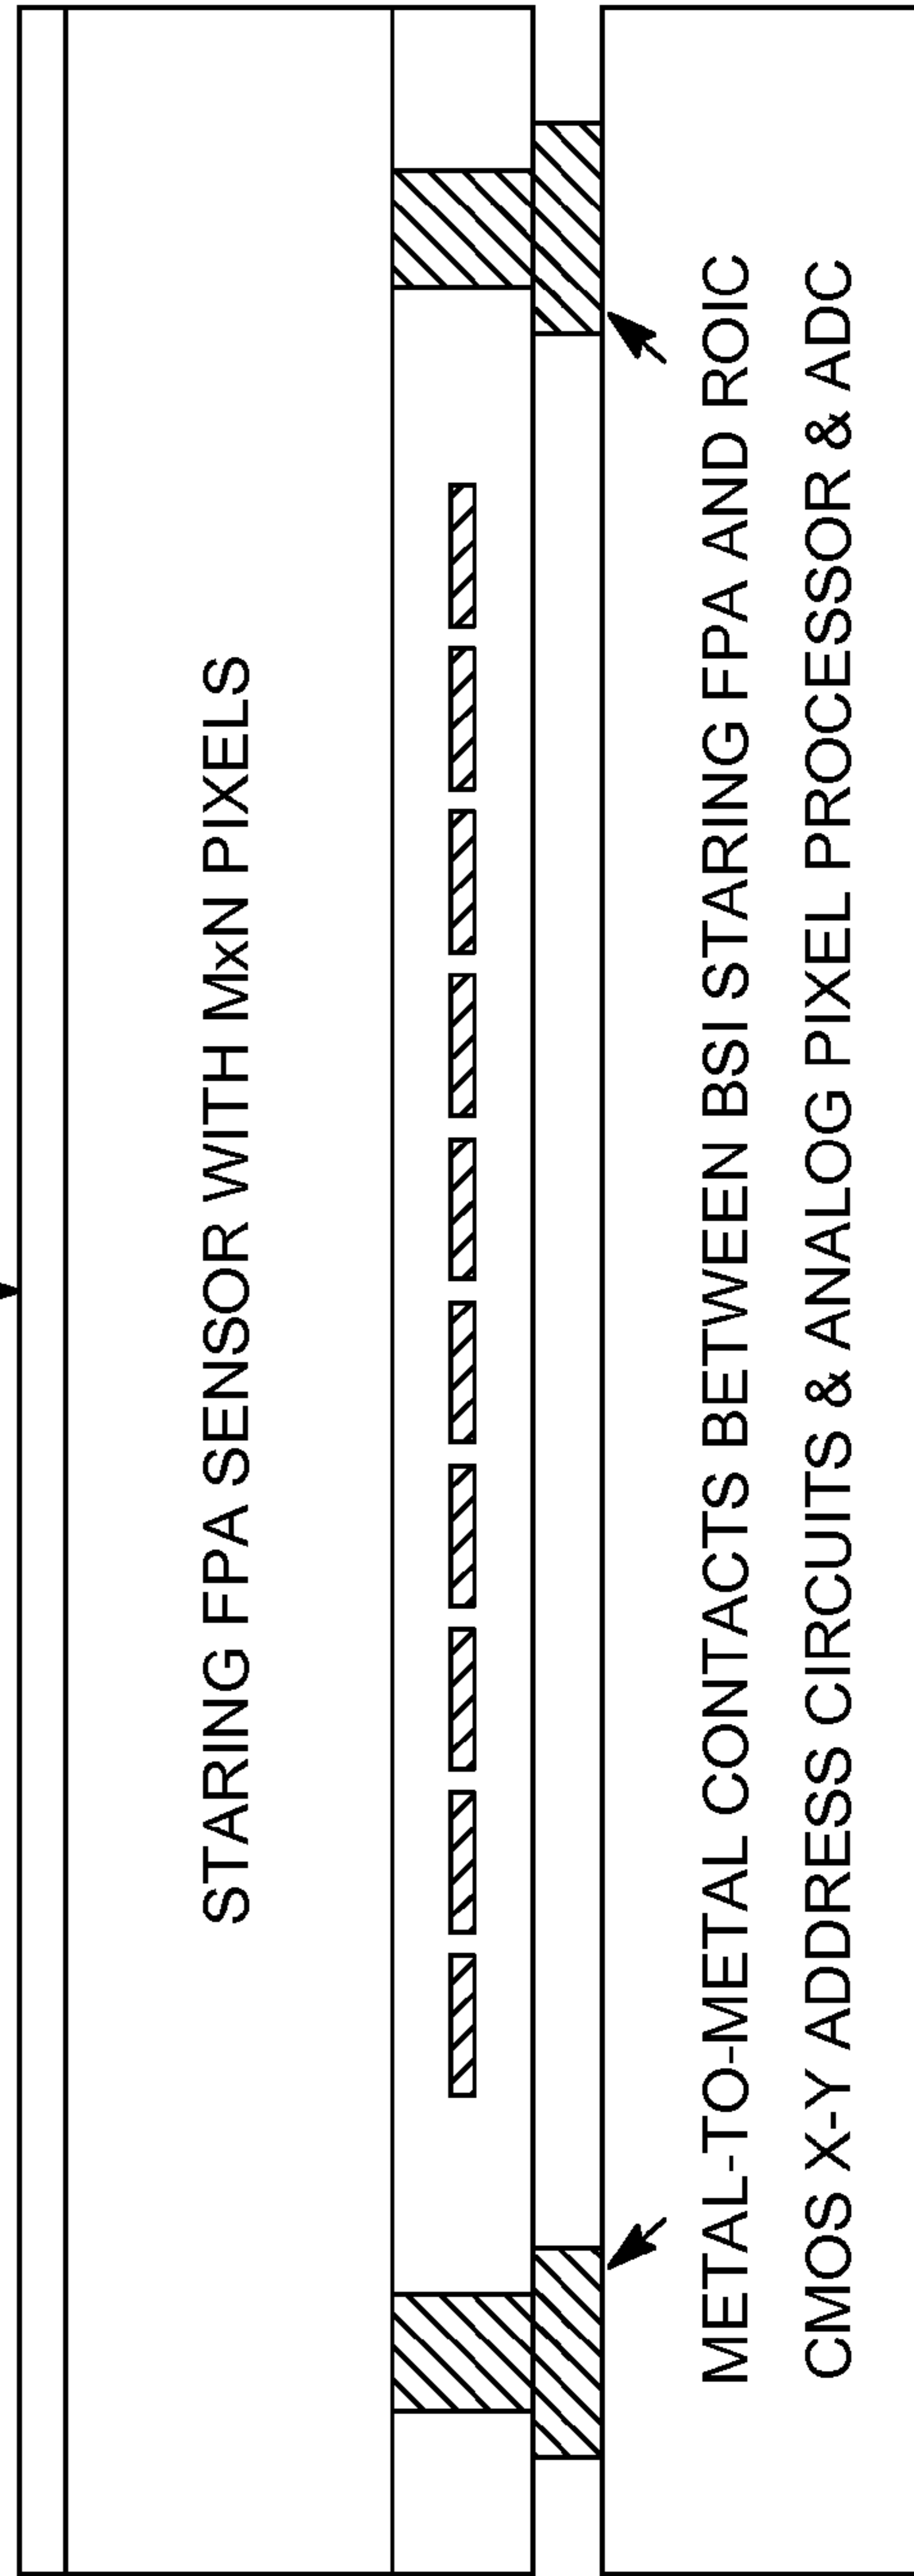 STARING FPA SENSOR WITH MxN PIXELS
METAL-TO-METAL CONTACTS BETWEEN BSI STARING FPA AND ROIC
CMOS X-Y ADDRESS CIRCUITS & ANALOG PIXEL PROCESSOR & ADC